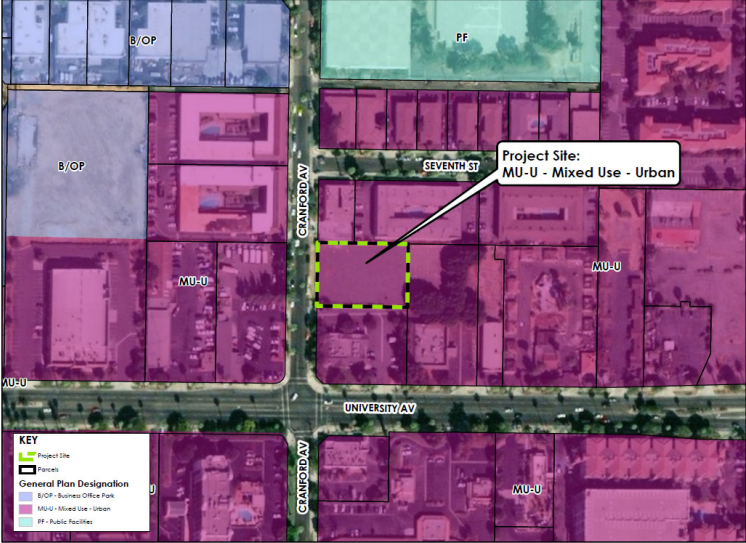 B/OP
PF
B/OP
SEVENTH ST
Project Site:
MU-U - Mixed Use - Urban
CRANFORD AV
MU-U
MU-U
MU-U
UNIVERSITY AV
CRANFORD AV
MU-U
U
KEY
Project Site
Parcels
General Plan Designation
B/OP - Business Office Park
MU-U - Mixed Use - Urban
PF - Public Facilities